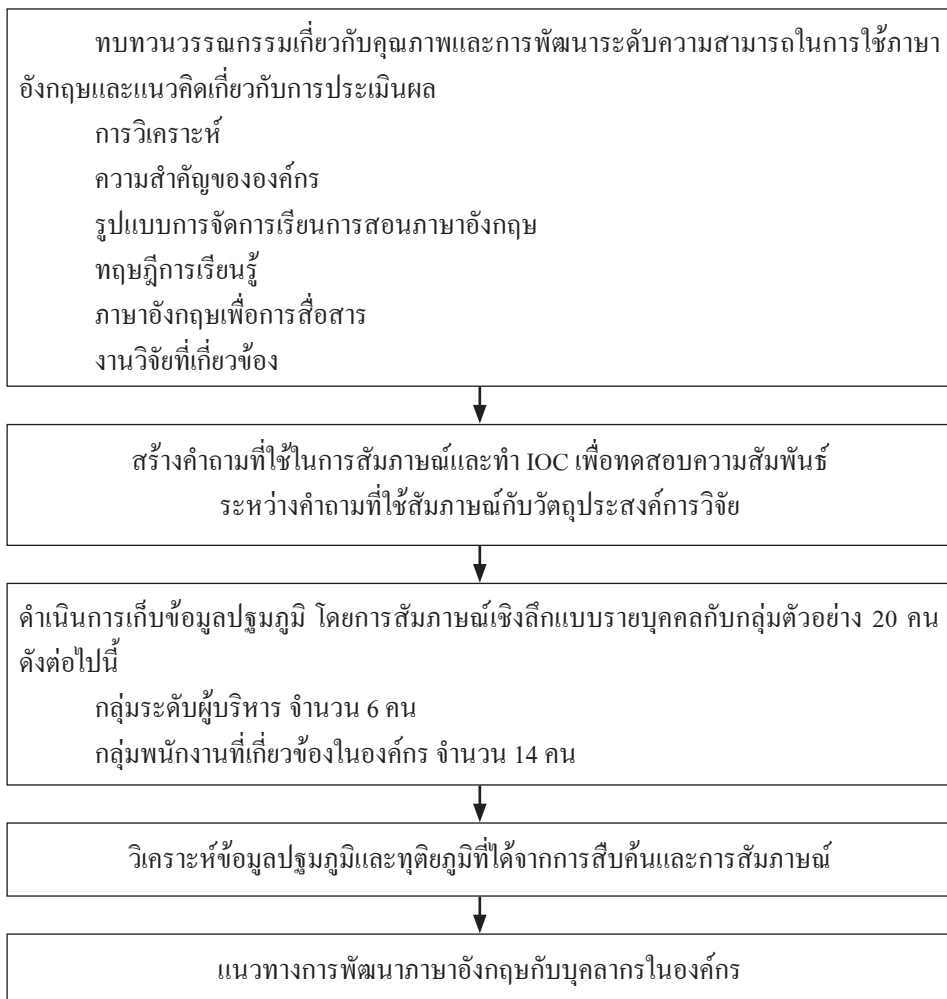 ทบทวนวรรณกรรมเกี่ยวกับคุณภาพและการพัฒนาระดับความสามารถในการใช้ภาษา
อังกฤษและแนวคิดเกี่ยวกับการประเมินผล
การวิเคราะห์
ความสำคัญขององค์กร
รูปแบบการจัดการเรียนการสอนภาษาอังกฤษ
ทฤษฎีการเรียนรู้
ภาษาอังกฤษเพื่อการสื่อสาร
งานวิจัยที่เกี่ยวข้อง
สร้างคำถามที่ใช้ในการสัมภาษณ์และทำ IOC เพื่อทดสอบความสัมพันธ์
ระหว่างคำถามที่ใช้สัมภาษณ์กับวัตถุประสงค์การวิจัย
ดำเนินการเก็บข้อมูลปฐมภูมิ โดยการสัมภาษณ์เชิงลึกแบบรายบุคคลกับกลุ่มตัวอย่าง 20 คน
ดังต่อไปนี้
กลุ่มระดับผู้บริหาร จำนวน 6 คน
กลุ่มพนักงานที่เกี่ยวข้องในองค์กร จำนวน 14 คน
วิเคราะห์ข้อมูลปฐมภูมิและทุติยภูมิที่ได้จากการสืบค้นและการสัมภาษณ์
แนวทางการพัฒนาภาษาอังกฤษกับบุคลากรในองค์กร